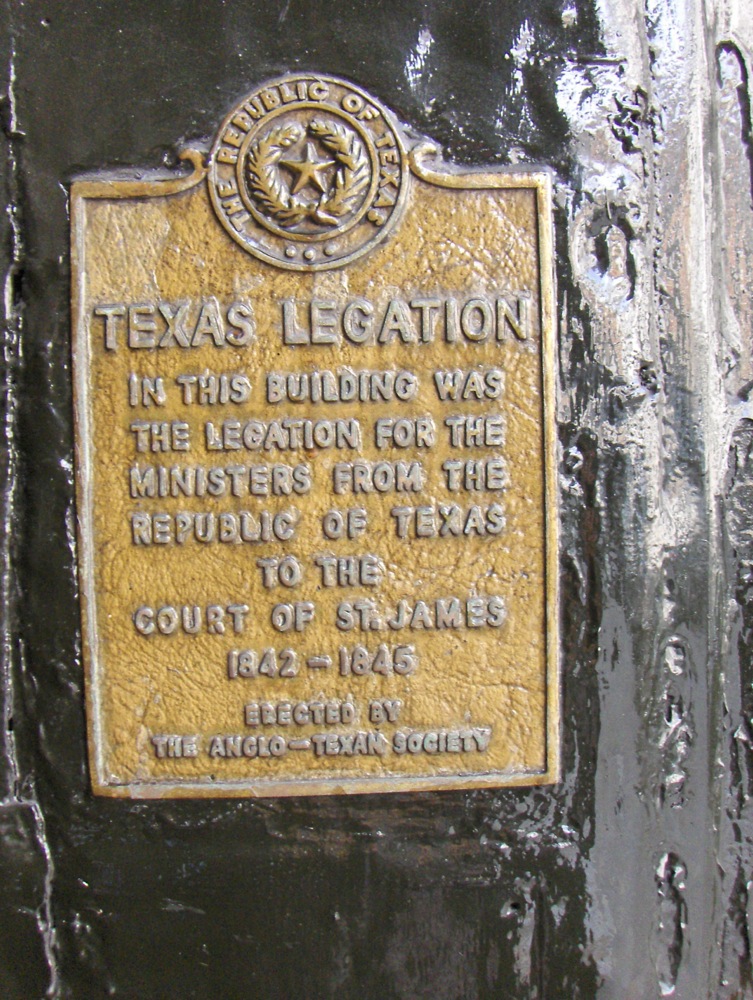 THE REPUBLIC OF TEXAS
TEXAS LEGATION
IN THIS BUILDING WAS
THE LEGATION FOR THE
MINISTERS FROM THE
REPUBLIC OF TEXAS
TO THE
COURT OF ST. JAMES
1842 – 1845
ERECTED BY
THE ANGLO – TEXAN SOCIETY